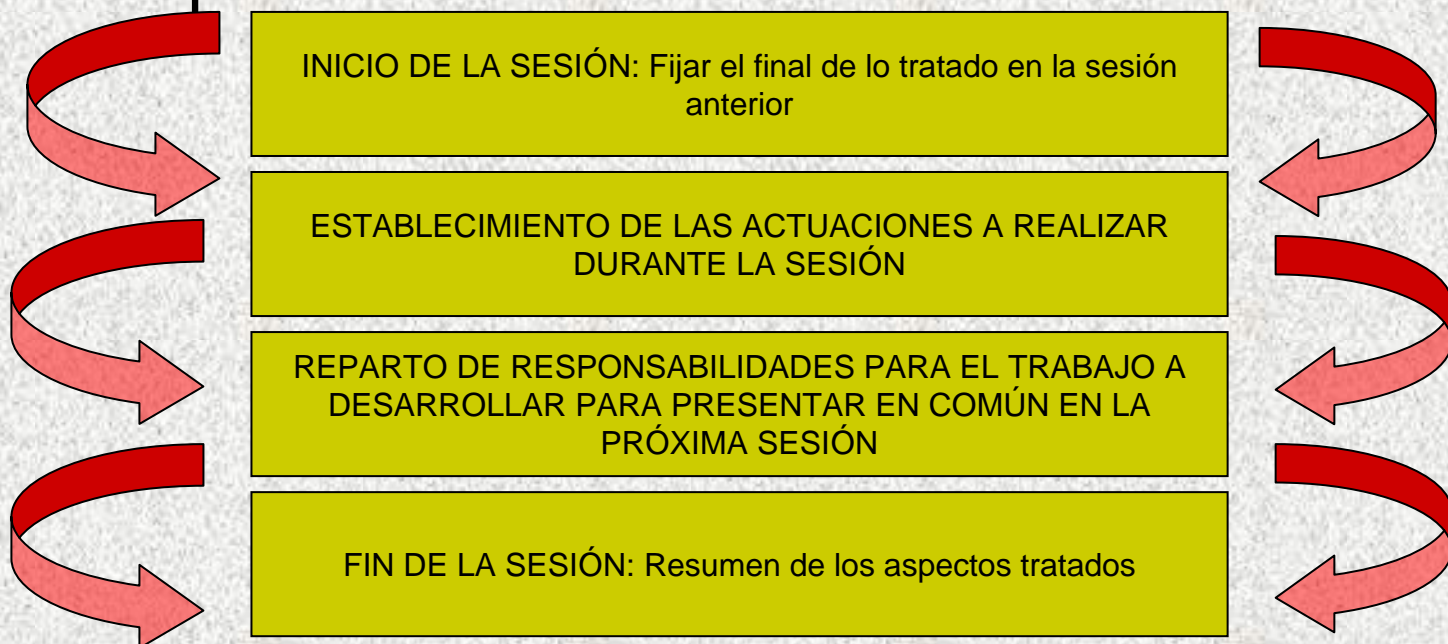 INICIO DE LA SESIÓN: Fijar el final de lo tratado en la sesión
anterior
ESTABLECIMIENTO DE LAS ACTUACIONES A REALIZAR
DURANTE LA SESIÓN
REPARTO DE RESPONSABILIDADES PARA EL TRABAJO A
DESARROLLAR PARA PRESENTAR EN COMÚN EN LA
PRÓXIMA SESIÓN
FIN DE LA SESIÓN: Resumen de los aspectos tratados